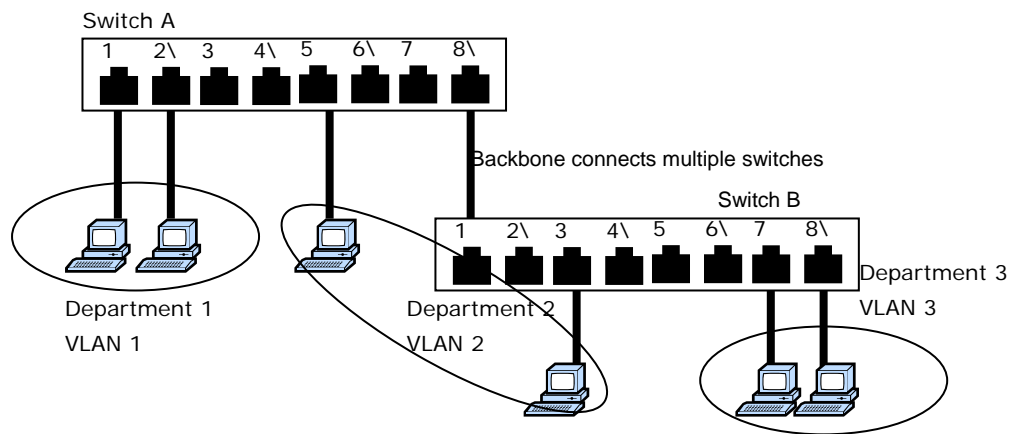 Switch A
1 2\ 3 4\ 5 6\ 7 8\
Backbone connects multiple switches
Switch B
1 2\ 3 4\ 5 6\ 7 8\
Department 1
VLAN 1
Department 2
VLAN 2
Department 3
VLAN 3